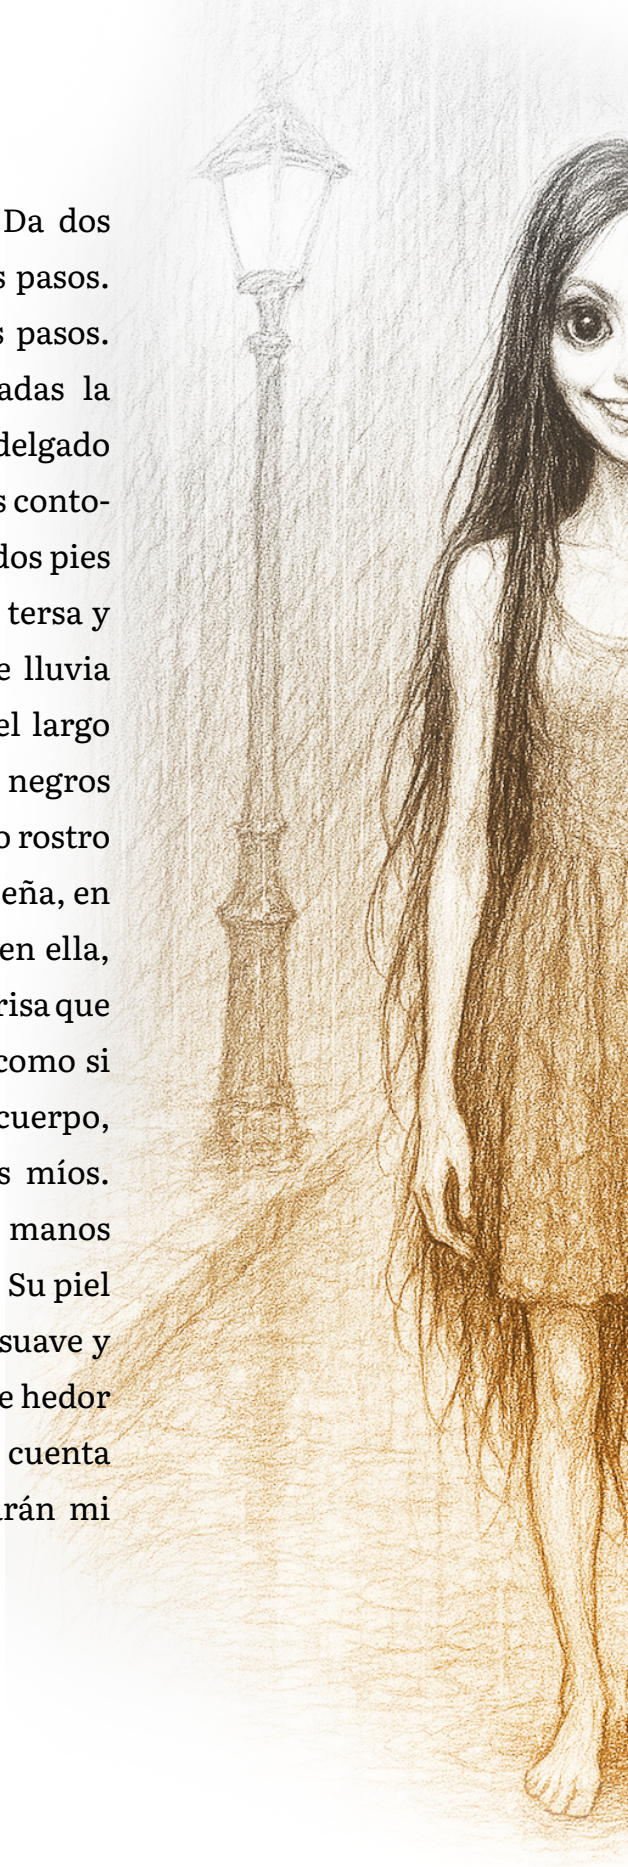 Da dos
s pasos.
s pasos.
adas la
delgado
s conto-
dos pies
tersa y
e lluvia
el largo
negros
o rostro
eña, en
en ella,
risa que
como si
cuerpo,
s míos.
manos
Su piel
suave y
e hedor
cuenta
arán mi